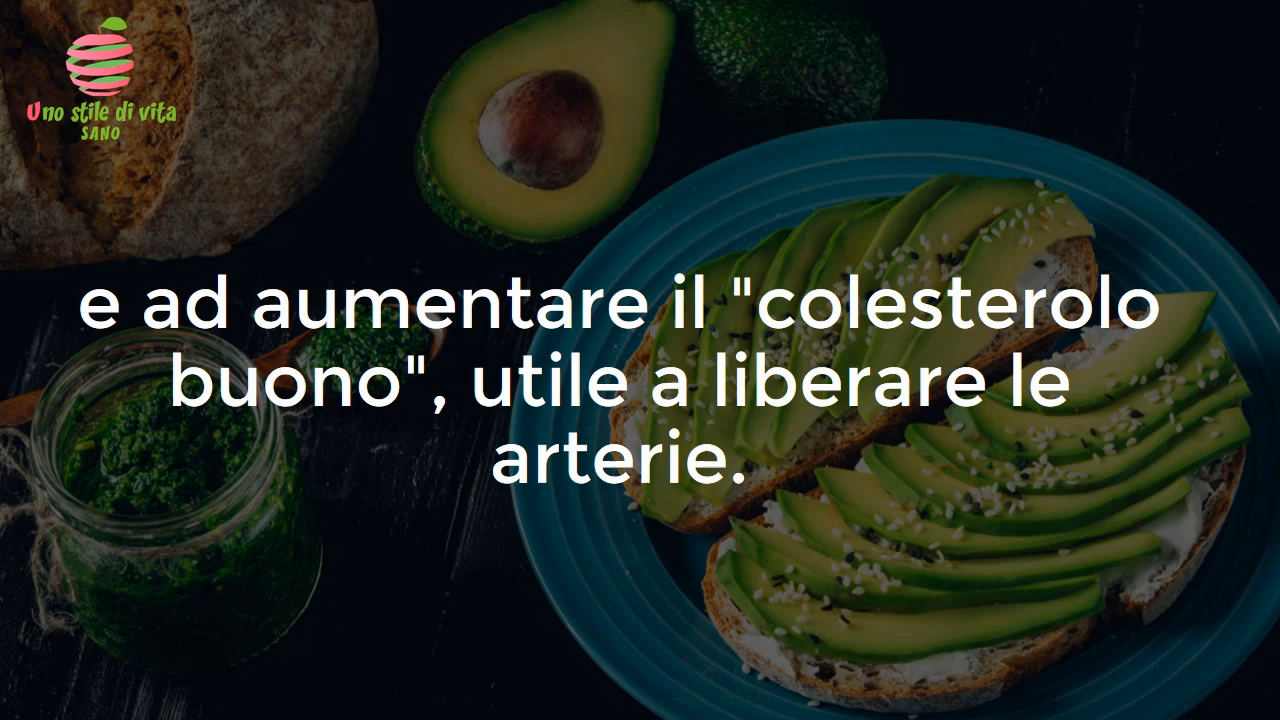 Uno stile di vita
SANO
e ad aumentare il "colesterolo
buono", utile a liberare le
arterie.